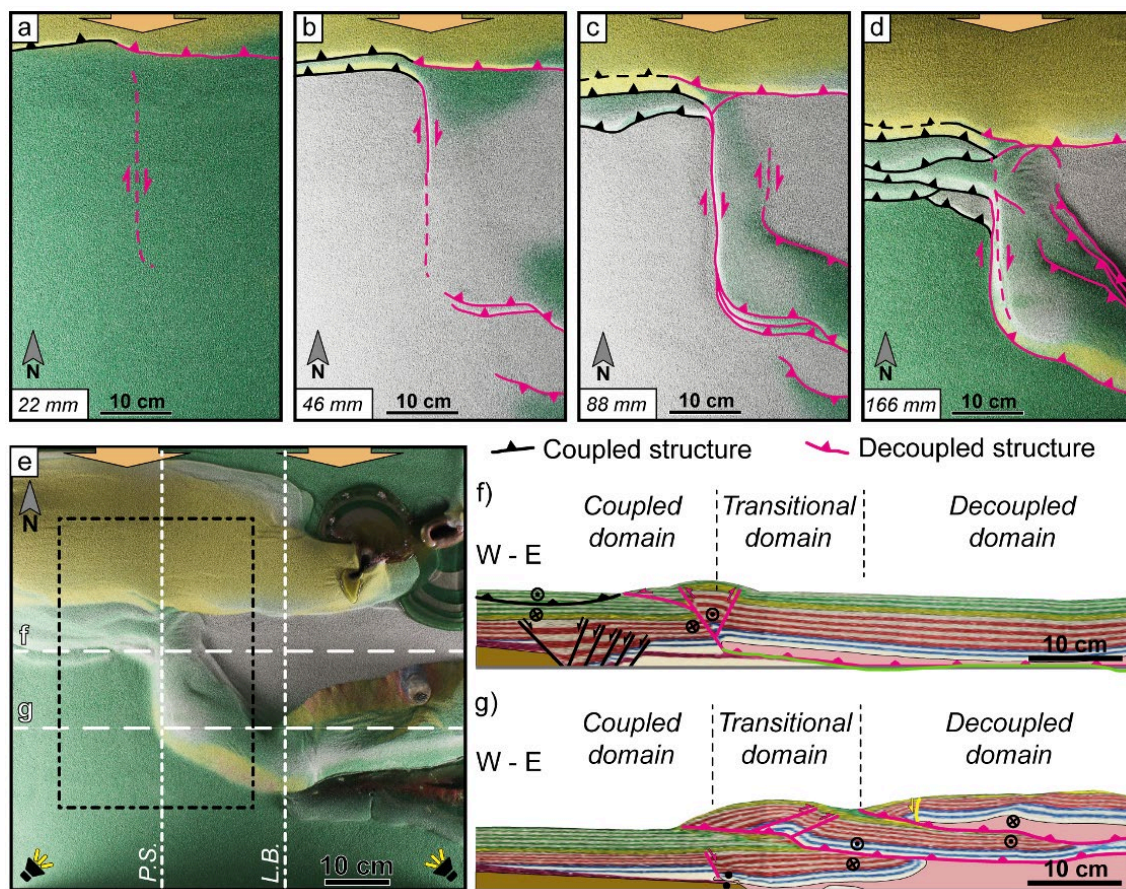 a
b
c
d
N
22 mm
10 cm
N
46 mm
10 cm
N
88 mm
10 cm
N
166 mm
10 cm
e
N
f
g
P.S.
L.B.
10 cm
Coupled structure
Decoupled structure
f)
Coupled domain
Transitional domain
Decoupled domain
W - E
10 cm
g)
Coupled domain
Transitional domain
Decoupled domain
W - E
10 cm